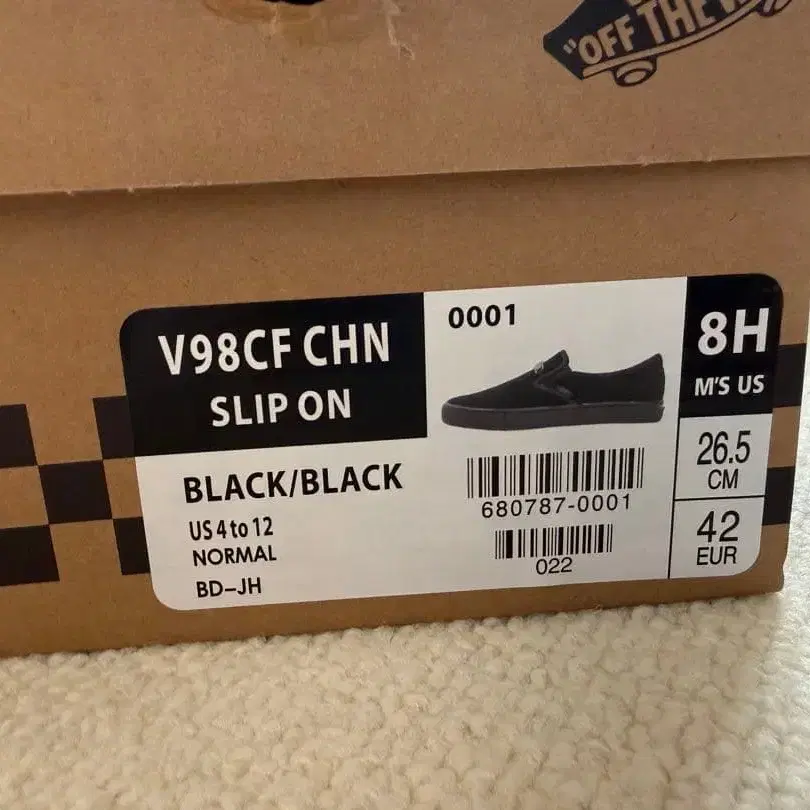 "OFF THE
V98CF CHN
SLIP ON
0001
8H
M'S US
BLACK/BLACK
US 4 to 12
NORMAL
BD-JH
680787-0001
022
26.5
CM
42
EUR